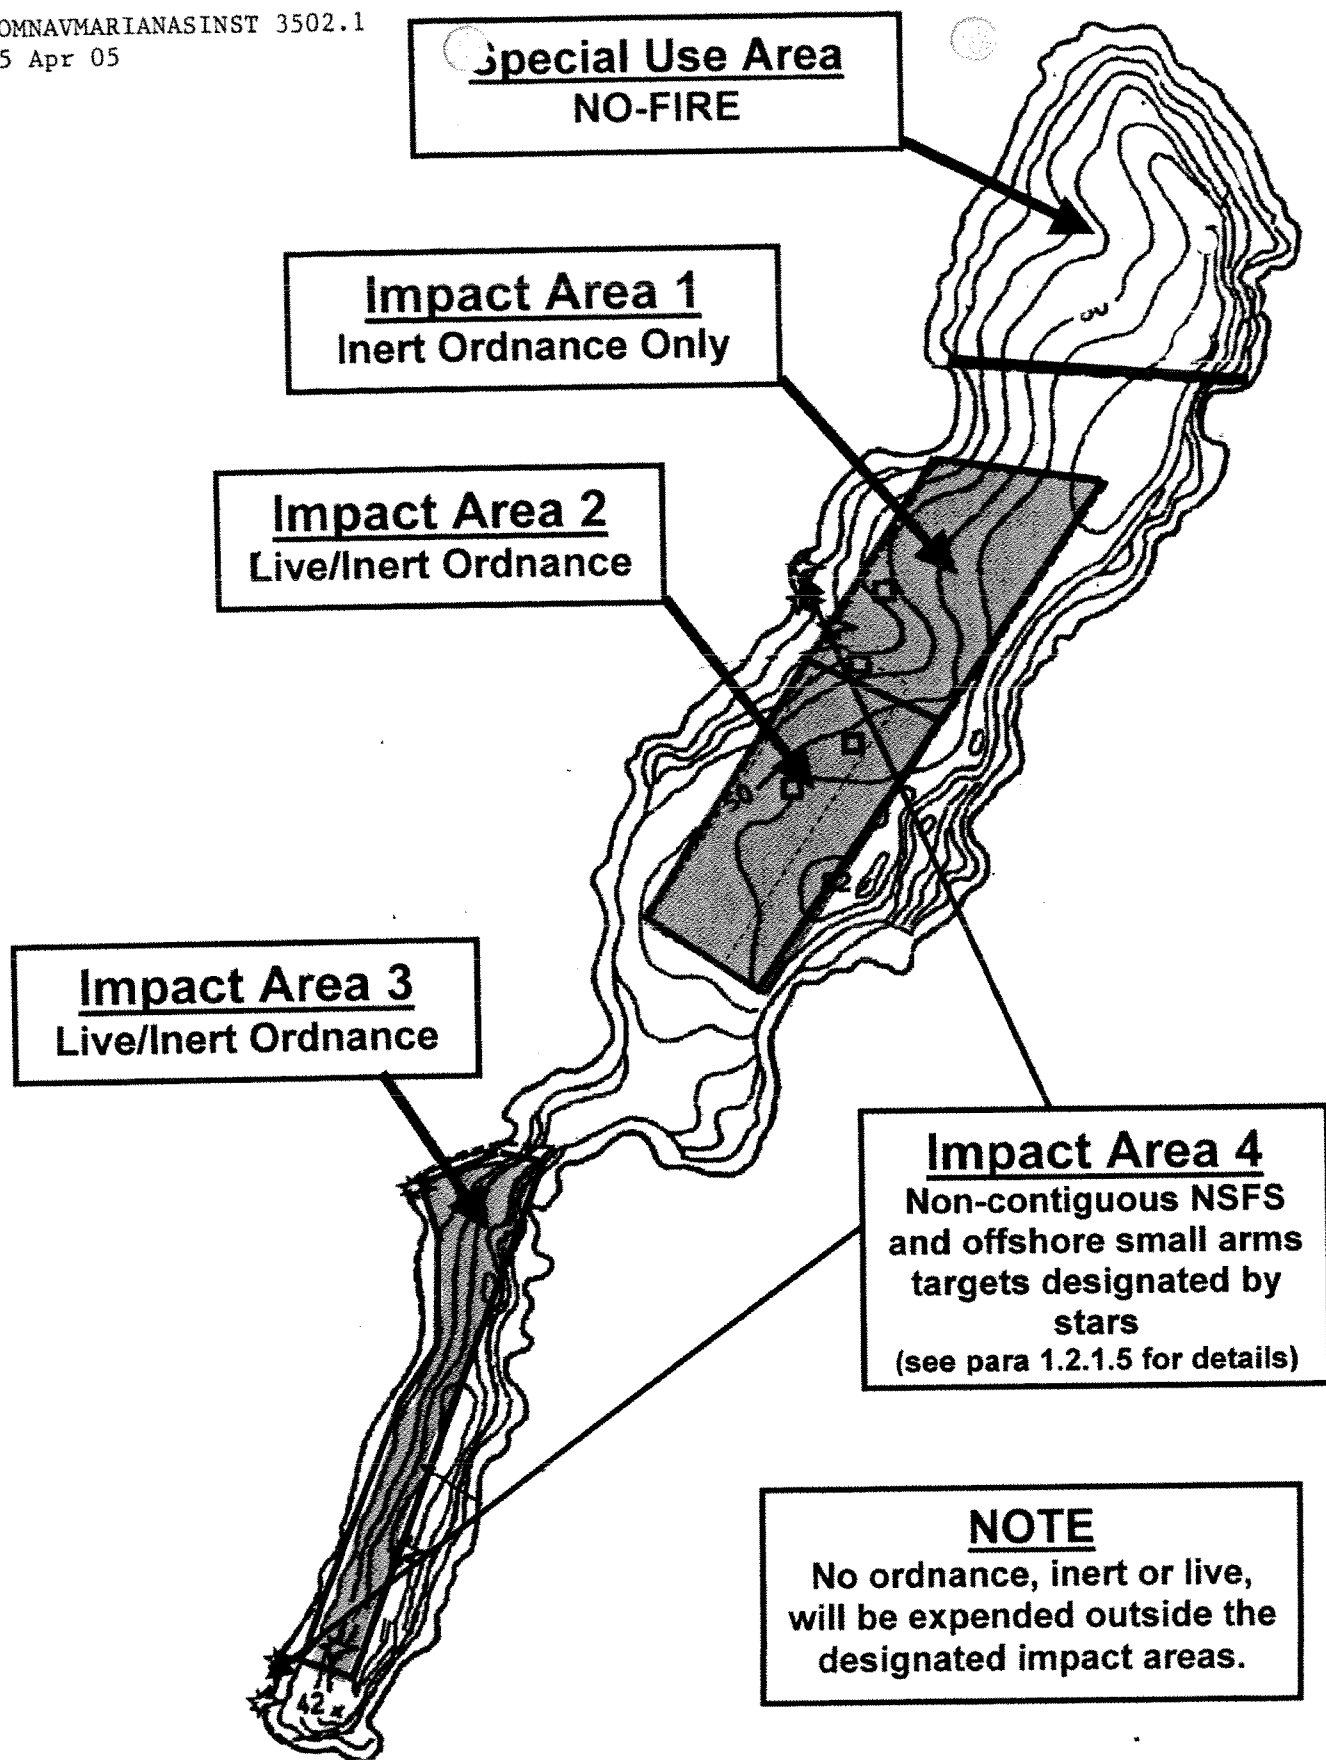 OMNAVMARIANASINST 3502.1
5 Apr 05
Special Use Area
NO-FIRE
Impact Area 1
Inert Ordnance Only
Impact Area 2
Live/Inert Ordnance
50
Impact Area 3
Live/Inert Ordnance
Impact Area 4
Non-contiguous NSFS
and offshore small arms
targets designated by
stars
(see para 1.2.1.5 for details)
NOTE
No ordnance, inert or live,
will be expended outside the
designated impact areas.
42 x